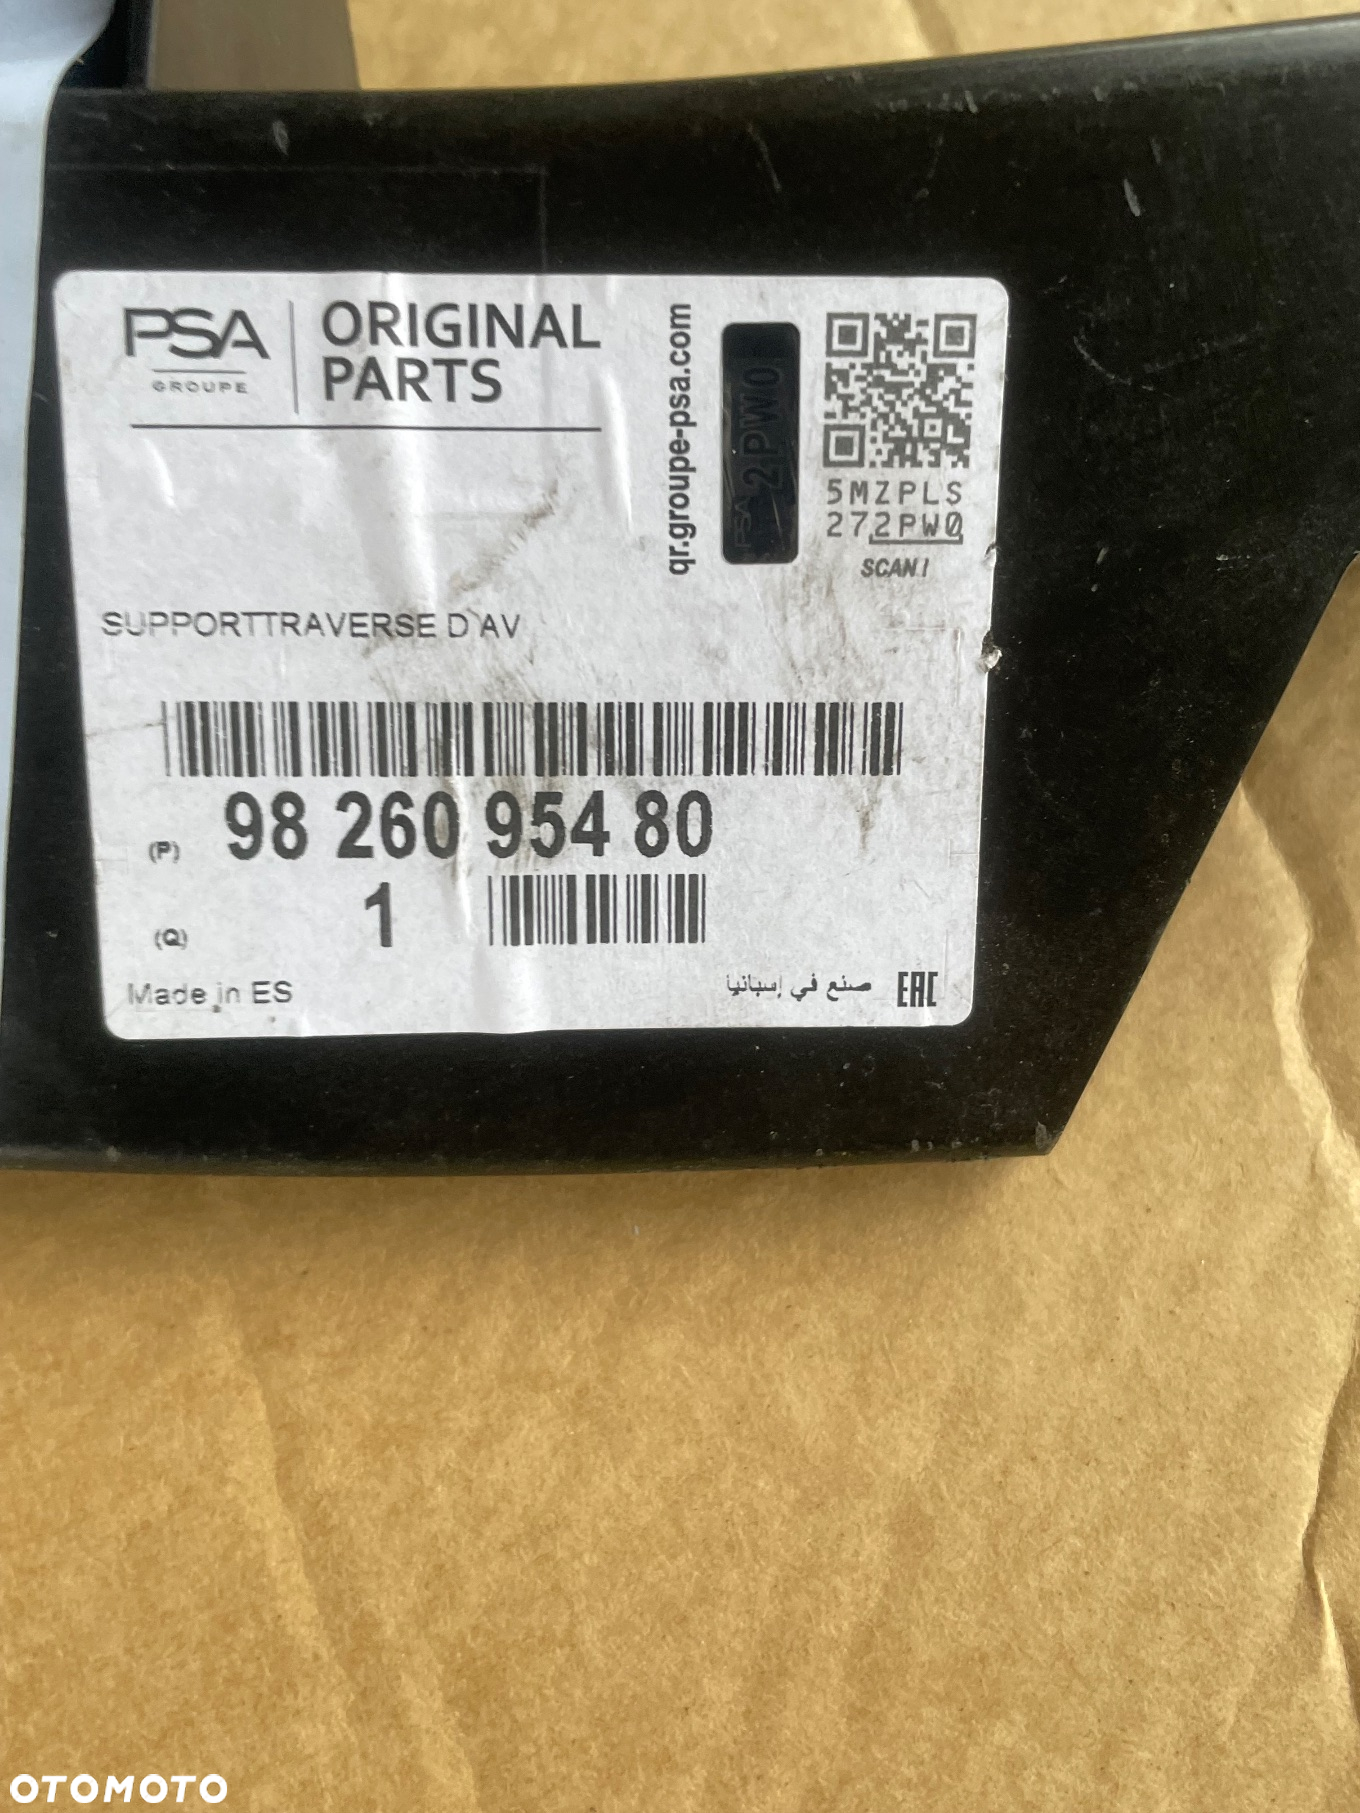 PSA
GROUPE
ORIGINAL
PARTS
qr.groupe-psa.com
PSA 2PW0
5MZPLS
272PW0
SCAN !
SUPPORTTRAVERSE D AV
(P) 98 260 954 80
(Q) 1
Made in ES
صنع في إسبانيا
EAC
OTOMOTO